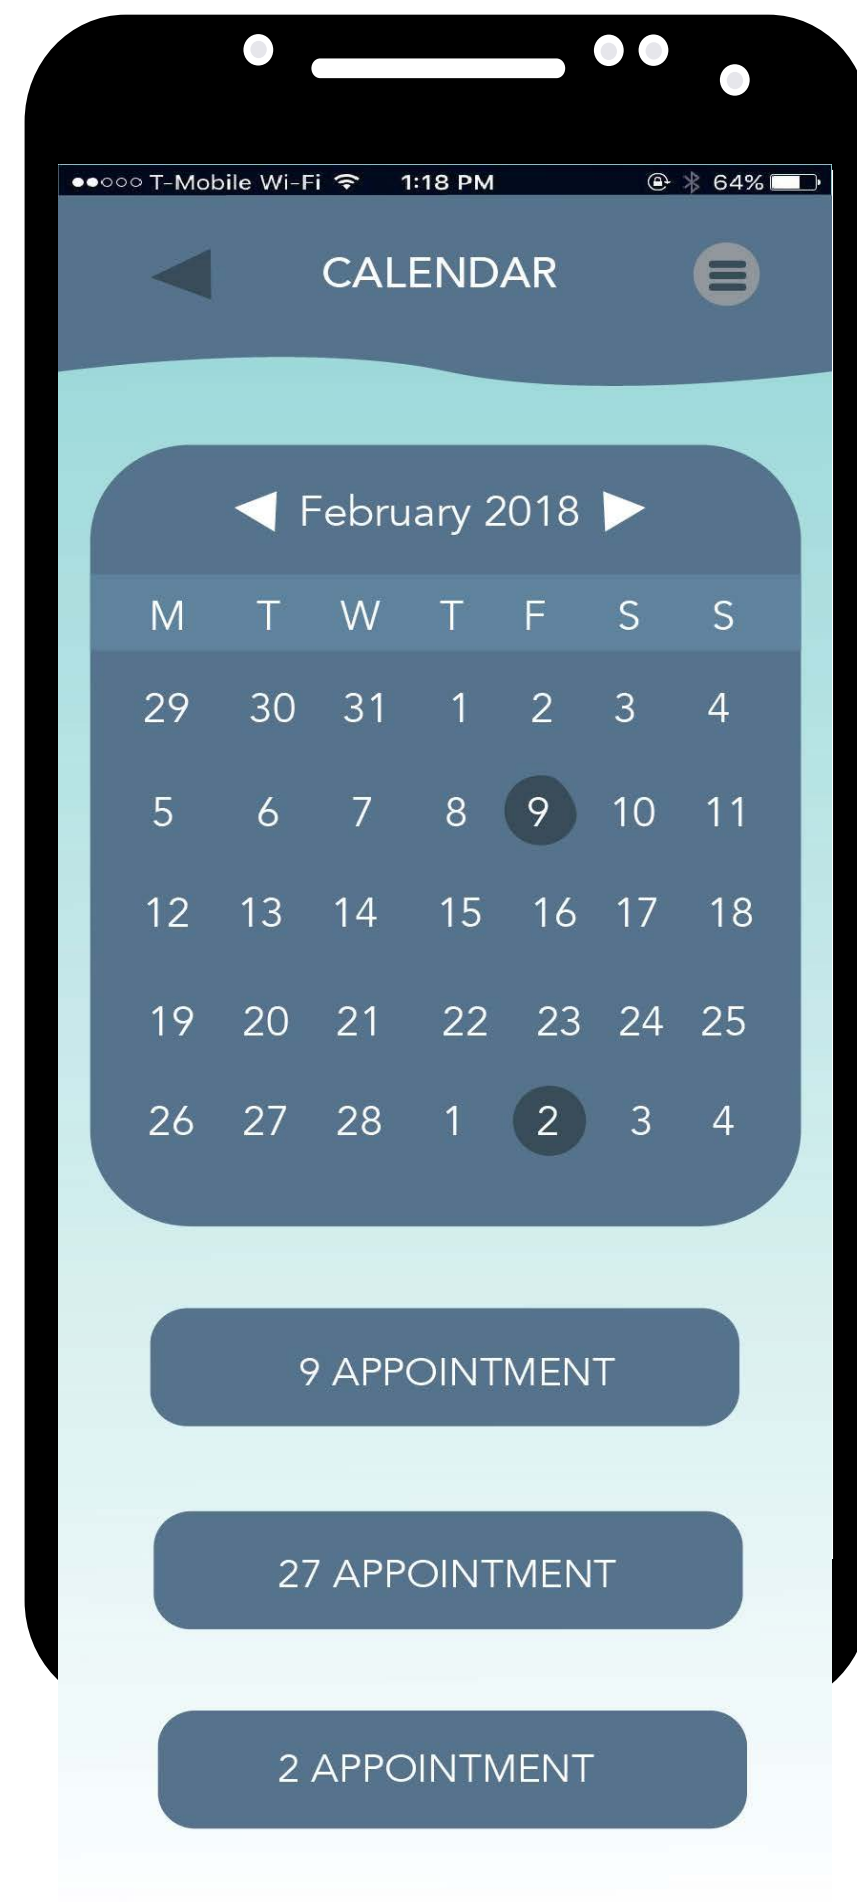 T-Mobile Wi-Fi 1:18 PM 64%
CALENDAR
February 2018
M T W T F S S
29 30 31 1 2 3 4
5 6 7 8 9 10 11
12 13 14 15 16 17 18
19 20 21 22 23 24 25
26 27 28 1 2 3 4
9 APPOINTMENT
27 APPOINTMENT
2 APPOINTMENT